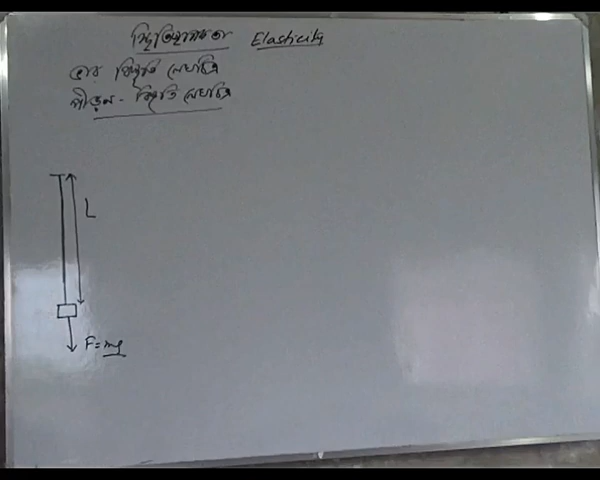 স্থিতিস্থাপকতা Elasticity
ভার বিকৃতি লেখচিত্র
পীড়ন - বিকৃতি লেখচিত্র
L
F = mg